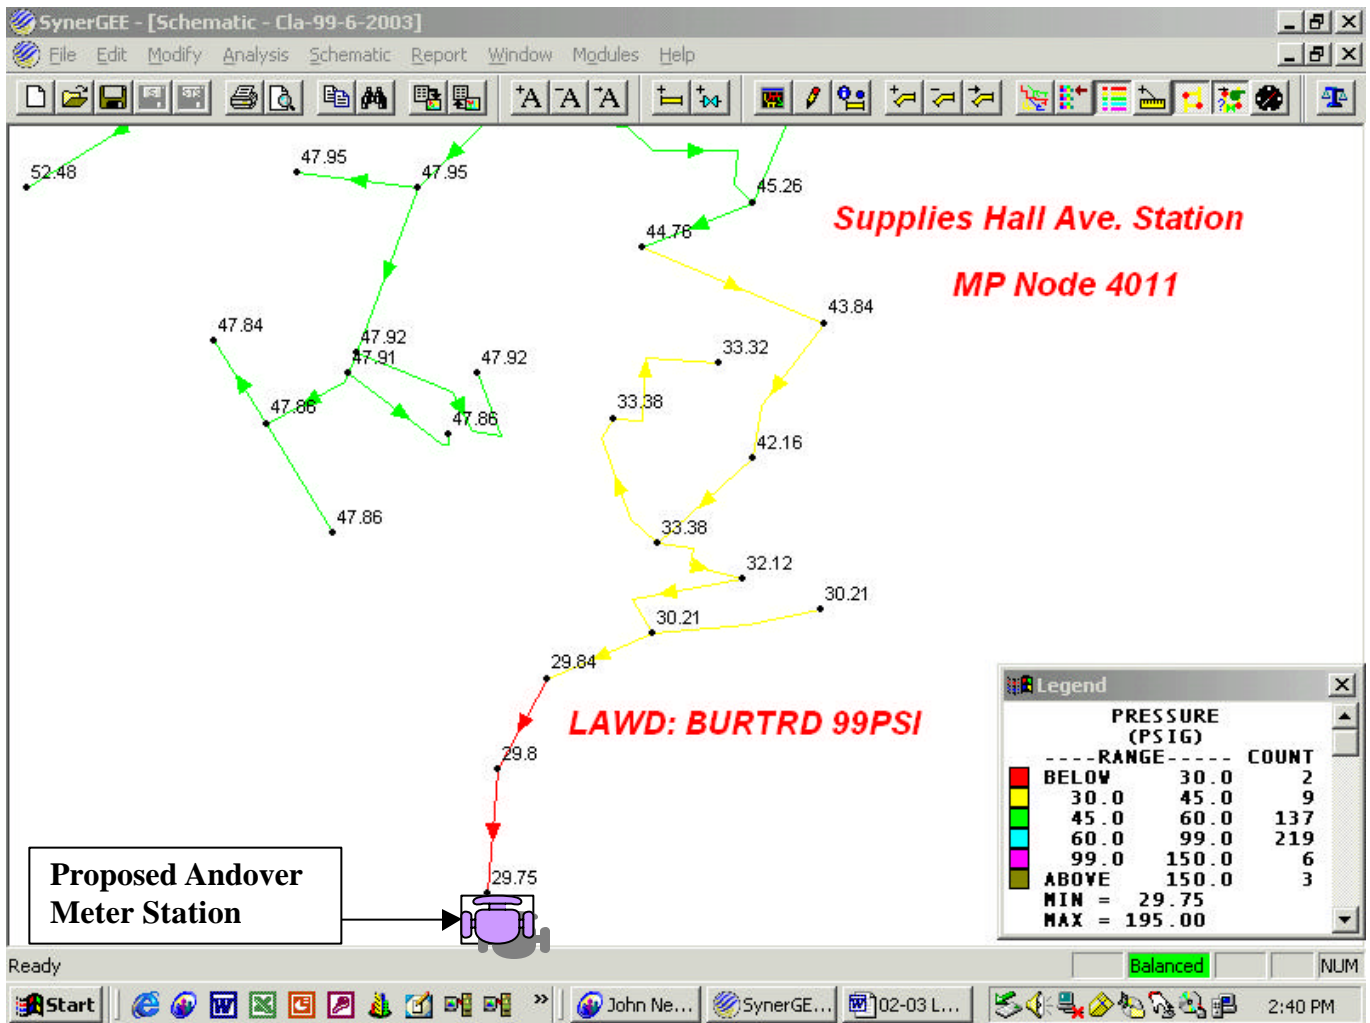 SynerGEE - [Schematic - Cla-99-6-2003]
File Edit Modify Analysis Schematic Report Window Modules Help
+A -A →A
52.48
47.95
47.95
45.26
44.76
Supplies Hall Ave. Station
MP Node 4011
43.84
47.84
47.92
47.91
47.92
33.32
47.86
47.86
33.38
42.16
47.86
33.38
32.12
30.21
30.21
29.84
LAWD: BURTRD 99PSI
29.8
29.75
Proposed Andover
Meter Station
Legend
PRESSURE
(PSIG)
----RANGE----- COUNT
BELOW 30.0 2
30.0 45.0 9
45.0 60.0 137
60.0 99.0 219
99.0 150.0 6
ABOVE 150.0 3
MIN = 29.75
MAX = 195.00
Ready Balanced NUM
Start » John Ne... SynerGE... 02-03 L... 2:40 PM